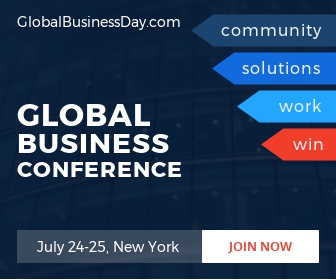 GlobalBusinessDay.com
community
solutions
work
win
GLOBAL
BUSINESS
CONFERENCE
July 24-25, New York
JOIN NOW